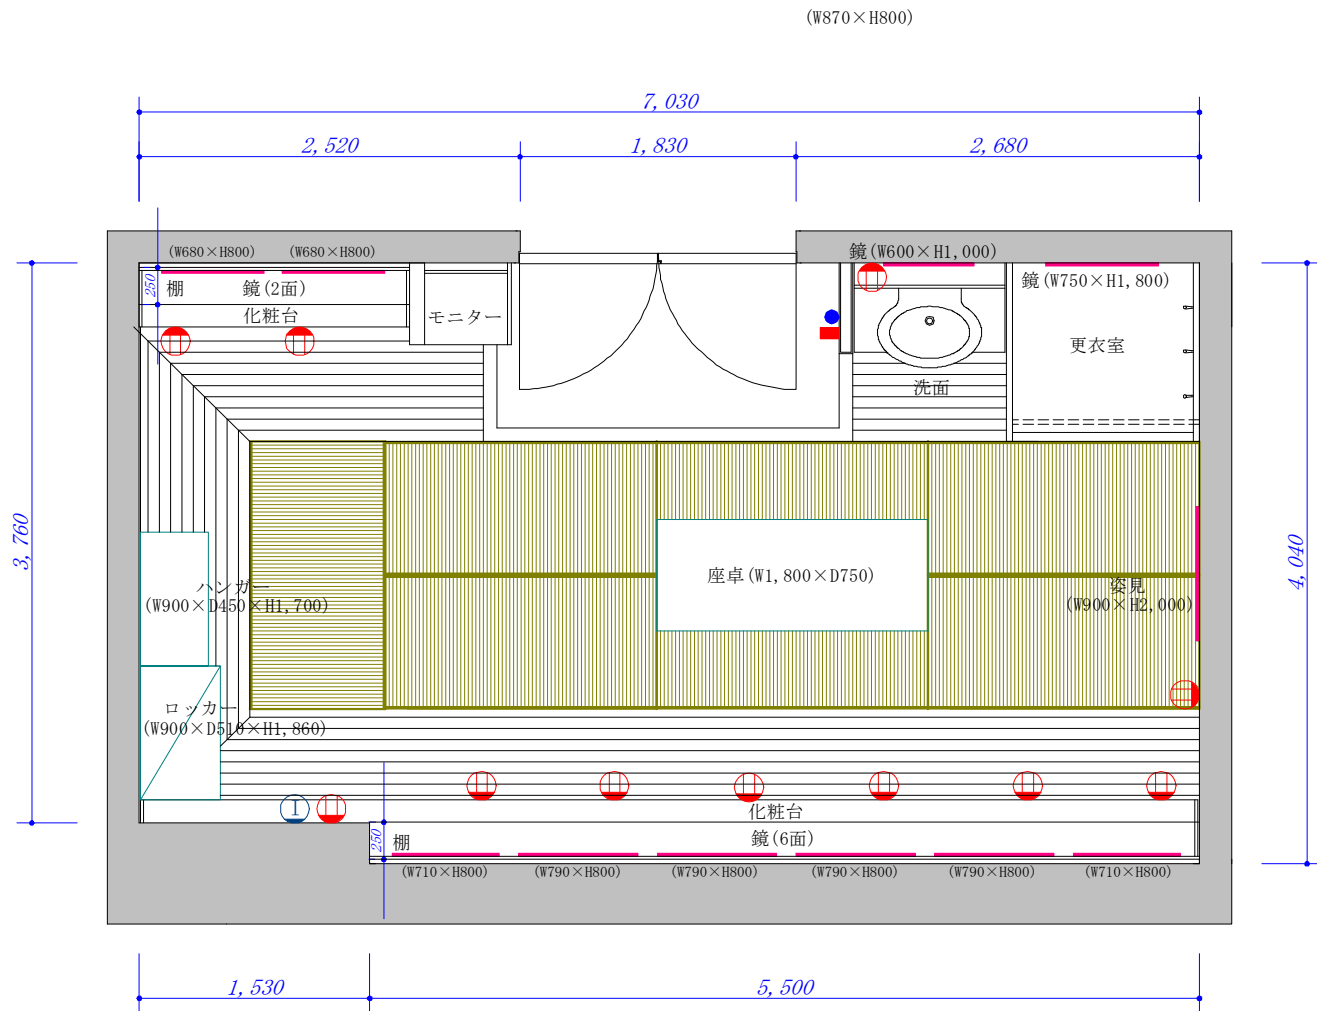 (W870×H800)
7,030
2,520
1,830
2,680
(W680×H800)
(W680×H800)
鏡(W600×H1,000)
250
棚
鏡(2面)
鏡(W750×H1,800)
化粧台
モニター
更衣室
洗面
3,760
4,040
座卓(W1,800×D750)
ハンガー
(W900×D450×H1,700)
姿見
(W900×H2,000)
ロッカー
(W900×D510×H1,860)
I
化粧台
250
棚
鏡(6面)
(W710×H800)
(W790×H800)
(W790×H800)
(W790×H800)
(W790×H800)
(W710×H800)
1,530
5,500